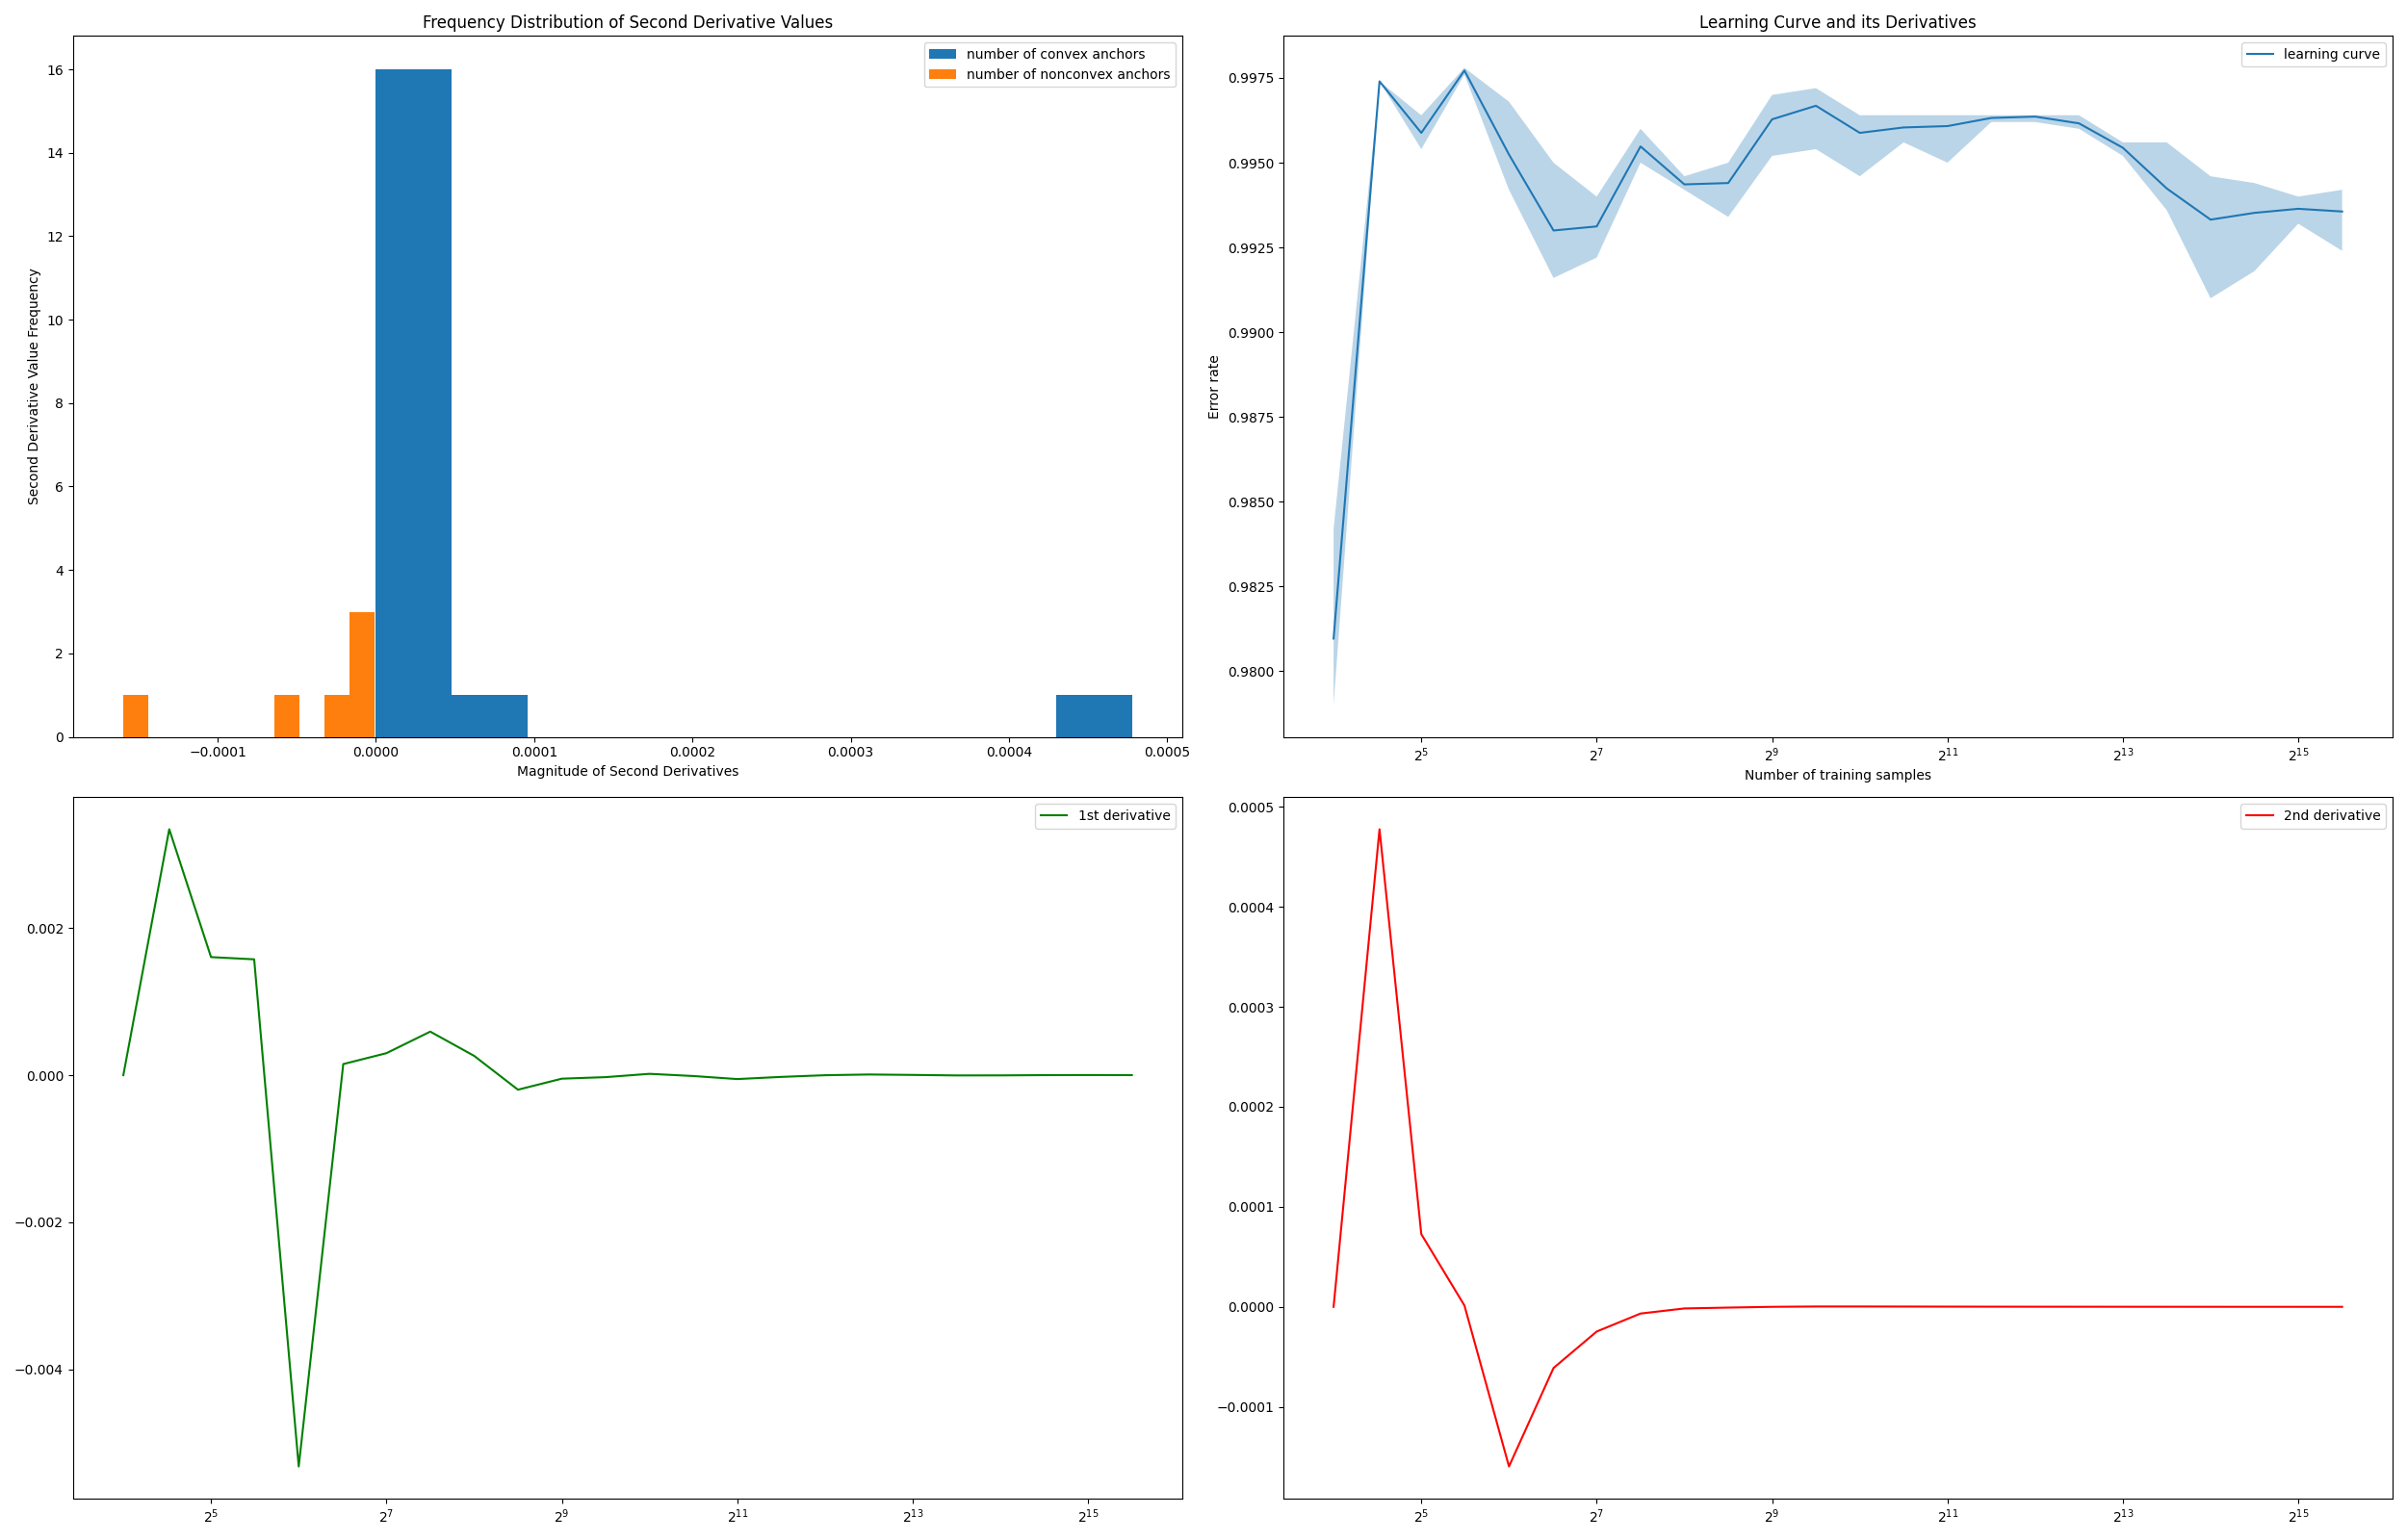 Frequency Distribution of Second Derivative Values
number of convex anchors
number of nonconvex anchors
Second Derivative Value Frequency
16
14
12
10
8
6
4
2
0
−0.0001 0.0000 0.0001 0.0002 0.0003 0.0004 0.0005
Magnitude of Second Derivatives
Learning Curve and its Derivatives
learning curve
Error rate
0.9975
0.9950
0.9925
0.9900
0.9875
0.9850
0.9825
0.9800
2^5 2^7 2^9 2^11 2^13 2^15
Number of training samples
1st derivative
0.002
0.000
−0.002
−0.004
2^5 2^7 2^9 2^11 2^13 2^15
2nd derivative
0.0005
0.0004
0.0003
0.0002
0.0001
0.0000
−0.0001
2^5 2^7 2^9 2^11 2^13 2^15